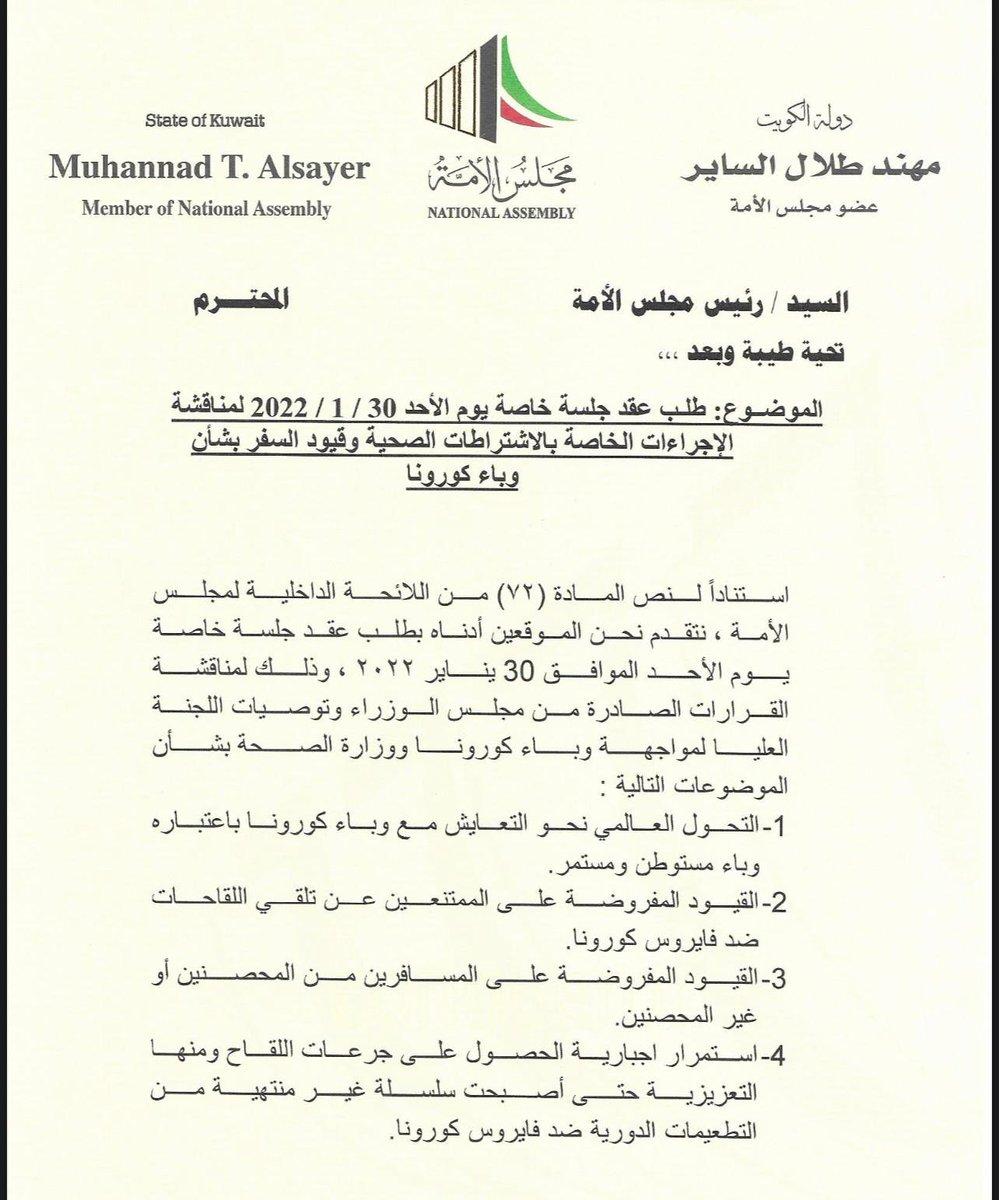 State of Kuwait
Muhannad T. Alsayer
Member of National Assembly
مجلس الأمة
NATIONAL ASSEMBLY
دولة الكويت
مهند طلال الساير
عضو مجلس الأمة
السيد / رئيس مجلس الأمة المحترم
تحية طيبة وبعد ،،،
الموضوع: طلب عقد جلسة خاصة يوم الأحد 30 / 1 / 2022 لمناقشة
الإجراءات الخاصة بالاشتراطات الصحية وقيود السفر بشأن
وباء كورونا
استناداً لنص المادة (٧٢) من اللائحة الداخلية لمجلس
الأمة ، نتقدم نحن الموقعين أدناه بطلب عقد جلسة خاصة
يوم الأحد الموافق 30 يناير ٢٠٢٢ ، وذلك لمناقشة
القرارات الصادرة من مجلس الوزراء وتوصيات اللجنة
العليا لمواجهة وباء كورونا ووزارة الصحة بشأن
الموضوعات التالية :
1- التحول العالمي نحو التعايش مع وباء كورونا باعتباره
وباء مستوطن ومستمر.
2- القيود المفروضة على الممتنعين عن تلقي اللقاحات
ضد فايروس كورونا.
3- القيود المفروضة على المسافرين من المحصنين أو
غير المحصنين.
4- استمرار اجبارية الحصول على جرعات اللقاح ومنها
التعزيزية حتى أصبحت سلسلة غير منتهية من
التطعيمات الدورية ضد فايروس كورونا.